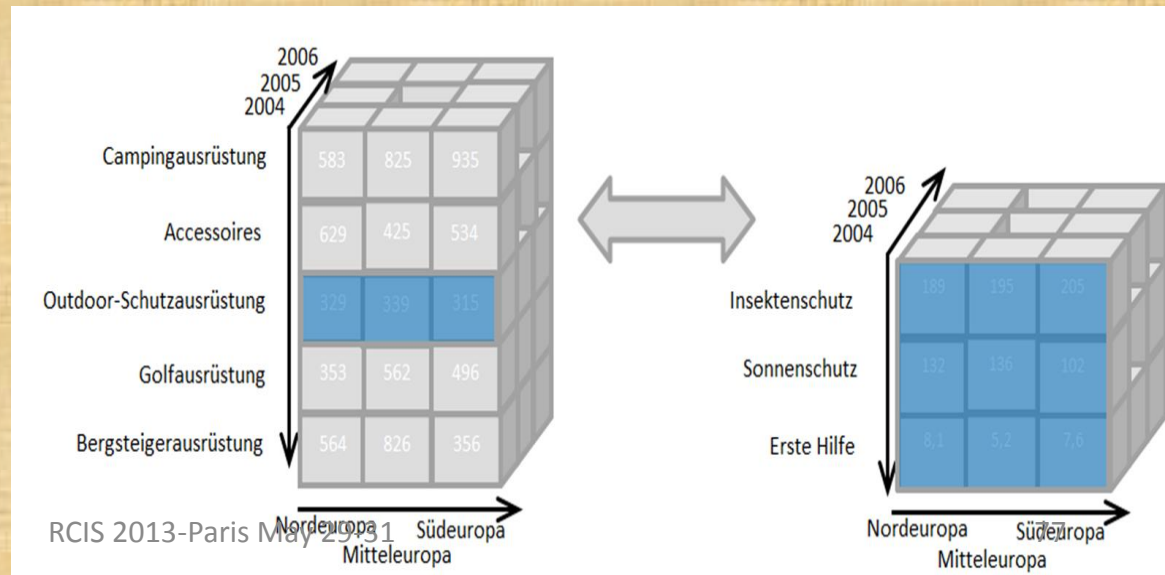 2006
2005
2004
Campingausrüstung 583 825 935
Accessoires 629 425 534
Outdoor-Schutzausrüstung 329 339 315
Golfausrüstung 353 562 496
Bergsteigerausrüstung 564 826 356
Nordeuropa Südeuropa
Mitteleuropa
2006
2005
2004
Insektenschutz 189 195 205
Sonnenschutz 132 136 102
Erste Hilfe 8,1 5,2 7,6
Nordeuropa Südeuropa
Mitteleuropa
RCIS 2013-Paris May 29-31
77